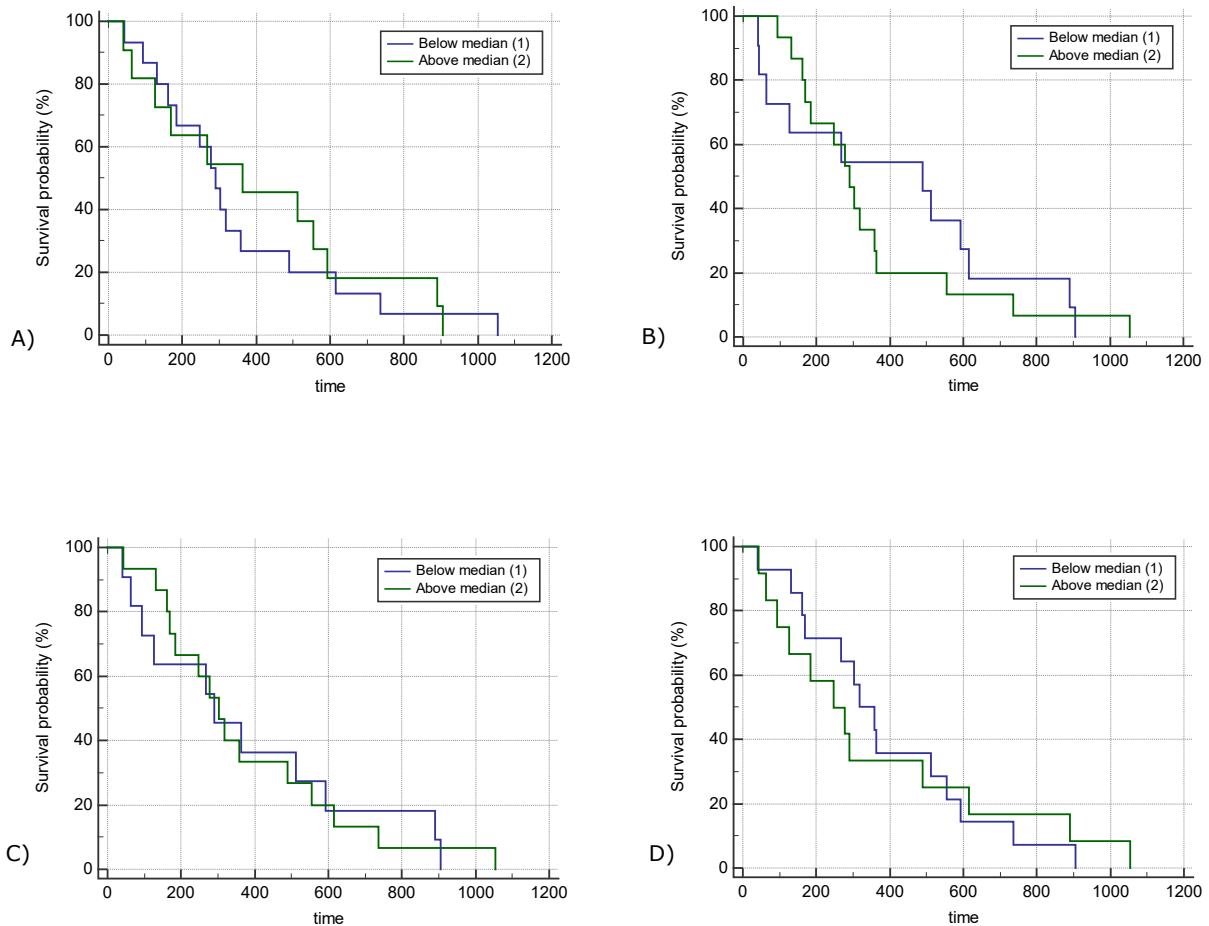 100
80
60
40
20
0
Survival probability (%)
Below median (1)
Above median (2)
0 200 400 600 800 1000 1200
time
A)
100
80
60
40
20
0
Survival probability (%)
Below median (1)
Above median (2)
0 200 400 600 800 1000 1200
time
B)
100
80
60
40
20
0
Survival probability (%)
Below median (1)
Above median (2)
0 200 400 600 800 1000 1200
time
C)
100
80
60
40
20
0
Survival probability (%)
Below median (1)
Above median (2)
0 200 400 600 800 1000 1200
time
D)